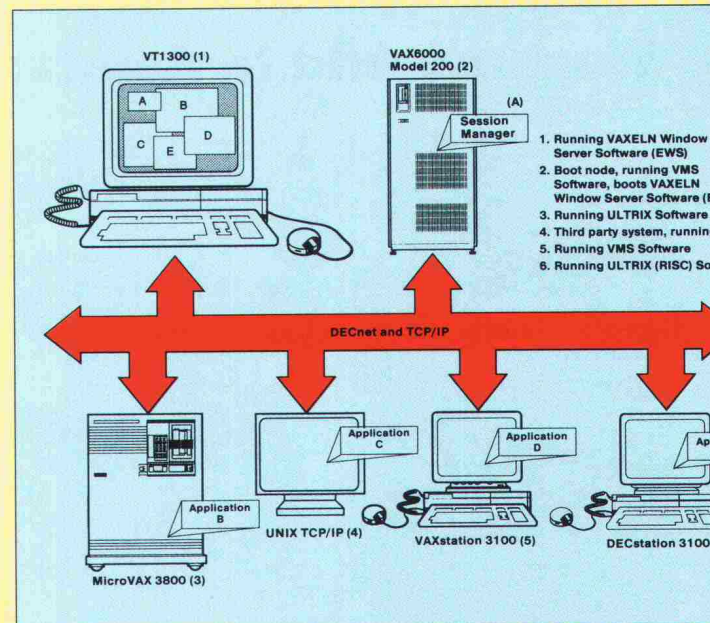 VT1300 (1)
A
B
C
D
E
VAX6000
Model 200 (2)
(A)
Session
Manager
1. Running VAXELN Window
Server Software (EWS)
2. Boot node, running VMS
Software, boots VAXELN
Window Server Software (
3. Running ULTRIX Software
4. Third party system, running
5. Running VMS Software
6. Running ULTRIX (RISC)
DECnet and TCP/IP
Application
B
MicroVAX 3800 (3)
Application
C
UNIX TCP/IP (4)
Application
D
VAXstation 3100 (5)
DECstation 3100